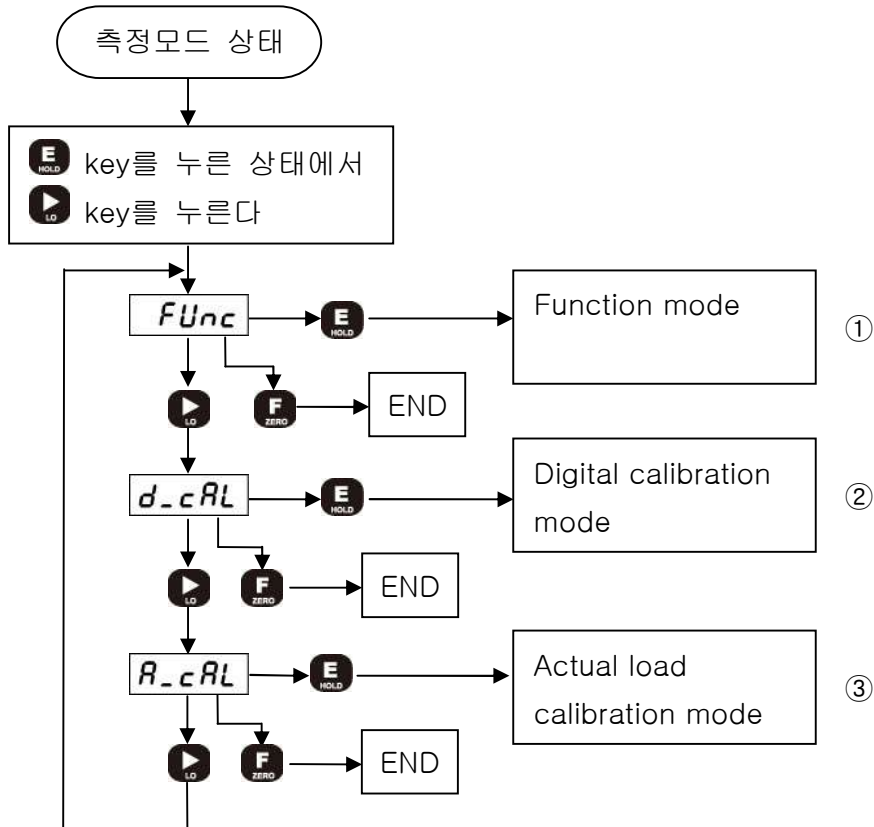 측정모드 상태
E HOLD key를 누른 상태에서
LO key를 누른다
FUnc
E HOLD
Function mode
①
LO
F ZERO
END
d_cAL
E HOLD
Digital calibration
mode
②
LO
F ZERO
END
A_cAL
E HOLD
Actual load
calibration mode
③
LO
F ZERO
END